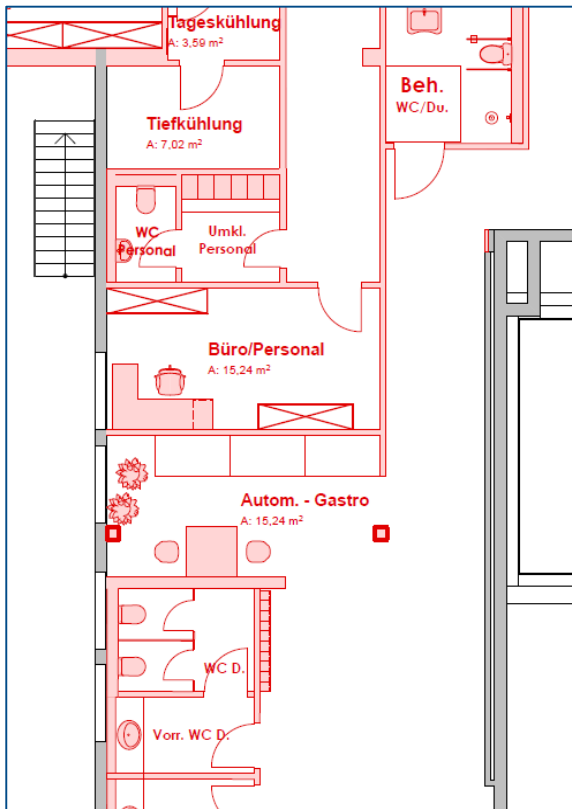 Tageskühlung
A: 3,59 m²
Beh.
WC/Du.
Tiefkühlung
A: 7,02 m²
WC
Personal
Umkl.
Personal
Büro/Personal
A: 15,24 m²
Autom. - Gastro
A: 15,24 m²
WC D.
Vorr. WC D.